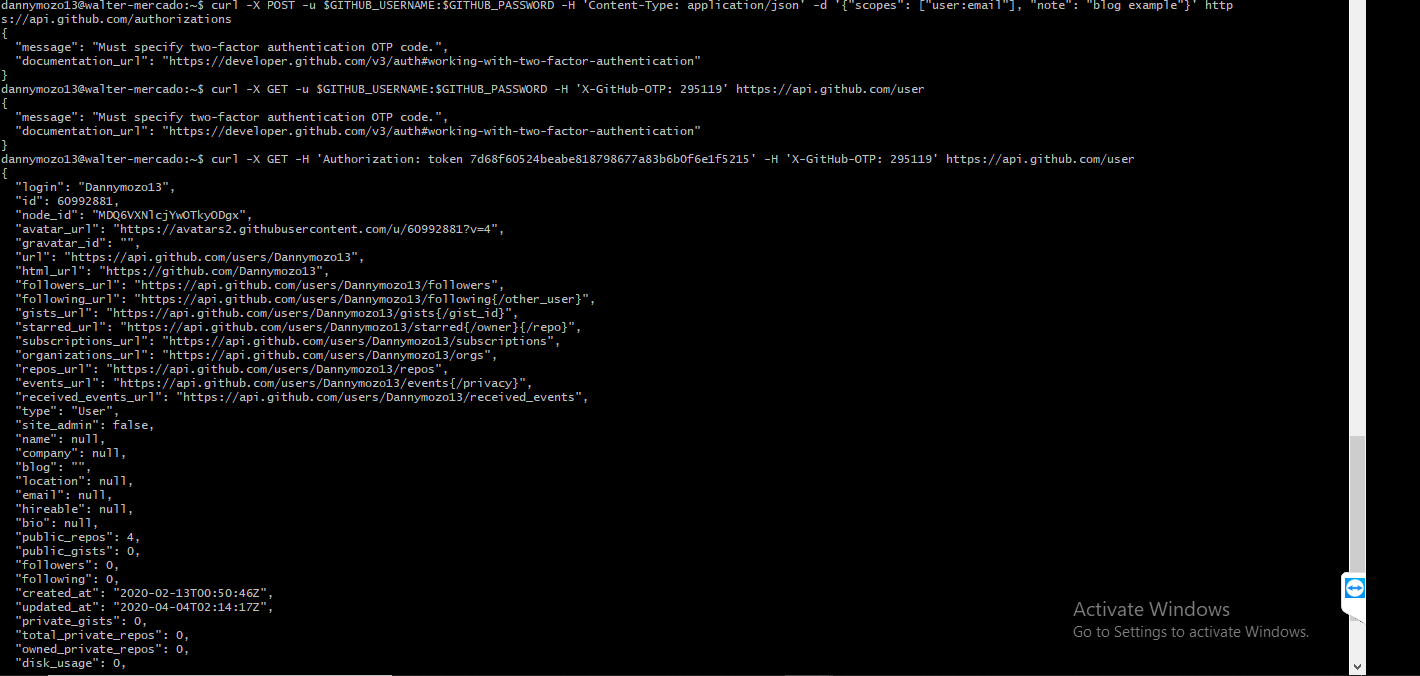 dannymozo13@walter-mercado:~$ curl -X POST -u $GITHUB_USERNAME:$GITHUB_PASSWORD -H 'Content-Type: application/json' -d '{"scopes": ["user:email"], "note": "blog example"}' http
s://api.github.com/authorizations
{
  "message": "Must specify two-factor authentication OTP code.",
  "documentation_url": "https://developer.github.com/v3/auth#working-with-two-factor-authentication"
}
dannymozo13@walter-mercado:~$ curl -X GET -u $GITHUB_USERNAME:$GITHUB_PASSWORD -H 'X-GitHub-OTP: 295119' https://api.github.com/user
{
  "message": "Must specify two-factor authentication OTP code.",
  "documentation_url": "https://developer.github.com/v3/auth#working-with-two-factor-authentication"
}
dannymozo13@walter-mercado:~$ curl -X GET -H 'Authorization: token 7d68f60524beabe818798677a83b6b0f6e1f5215' -H 'X-GitHub-OTP: 295119' https://api.github.com/user
{
  "login": "Dannymozo13",
  "id": 60992881,
  "node_id": "MDQ6VXNlcjYwOTkyODgx",
  "avatar_url": "https://avatars2.githubusercontent.com/u/60992881?v=4",
  "gravatar_id": "",
  "url": "https://api.github.com/users/Dannymozo13",
  "html_url": "https://github.com/Dannymozo13",
  "followers_url": "https://api.github.com/users/Dannymozo13/followers",
  "following_url": "https://api.github.com/users/Dannymozo13/following{/other_user}",
  "gists_url": "https://api.github.com/users/Dannymozo13/gists{/gist_id}",
  "starred_url": "https://api.github.com/users/Dannymozo13/starred{/owner}{/repo}",
  "subscriptions_url": "https://api.github.com/users/Dannymozo13/subscriptions",
  "organizations_url": "https://api.github.com/users/Dannymozo13/orgs",
  "repos_url": "https://api.github.com/users/Dannymozo13/repos",
  "events_url": "https://api.github.com/users/Dannymozo13/events{/privacy}",
  "received_events_url": "https://api.github.com/users/Dannymozo13/received_events",
  "type": "User",
  "site_admin": false,
  "name": null,
  "company": null,
  "blog": "",
  "location": null,
  "email": null,
  "hireable": null,
  "bio": null,
  "public_repos": 4,
  "public_gists": 0,
  "followers": 0,
  "following": 0,
  "created_at": "2020-02-13T00:50:46Z",
  "updated_at": "2020-04-04T02:14:17Z",
  "private_gists": 0,
  "total_private_repos": 0,
  "owned_private_repos": 0,
  "disk_usage": 0,
Activate Windows
Go to Settings to activate Windows.